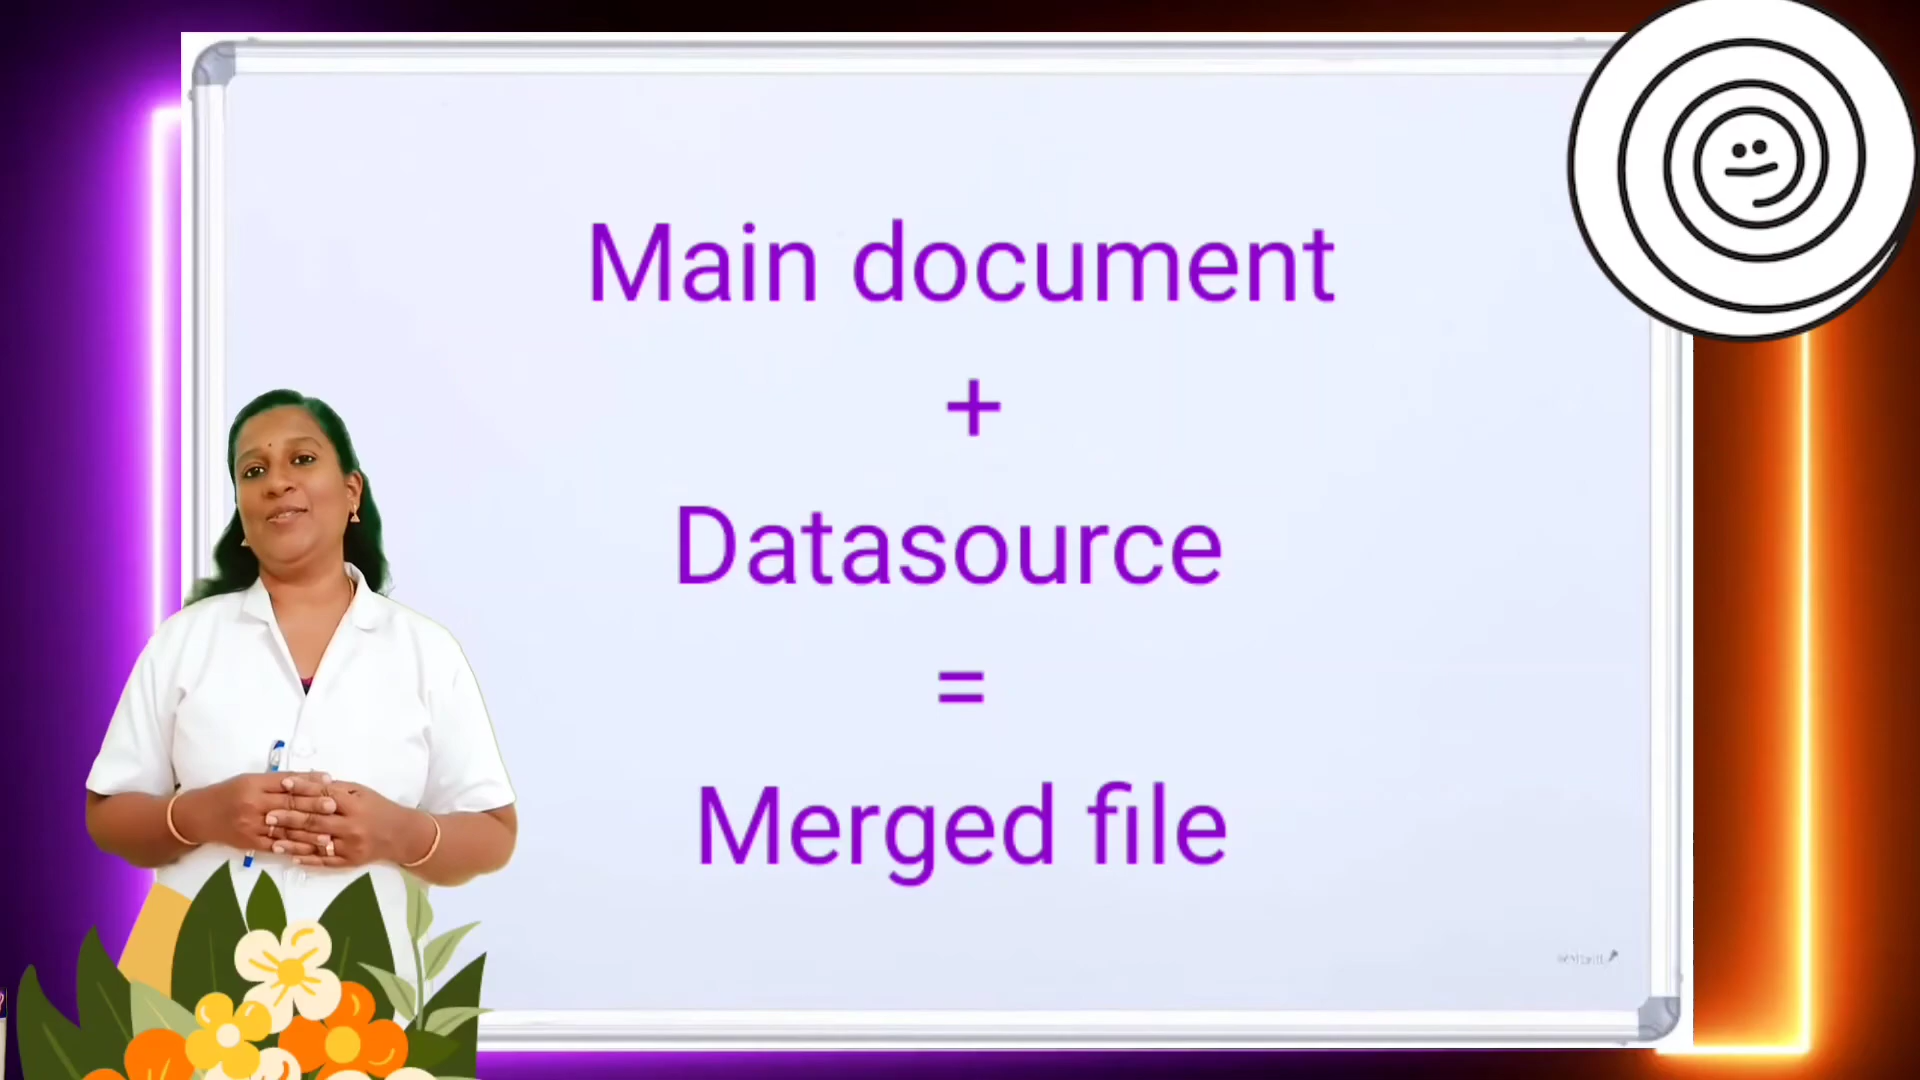 Main document
+
Datasource
=
Merged file